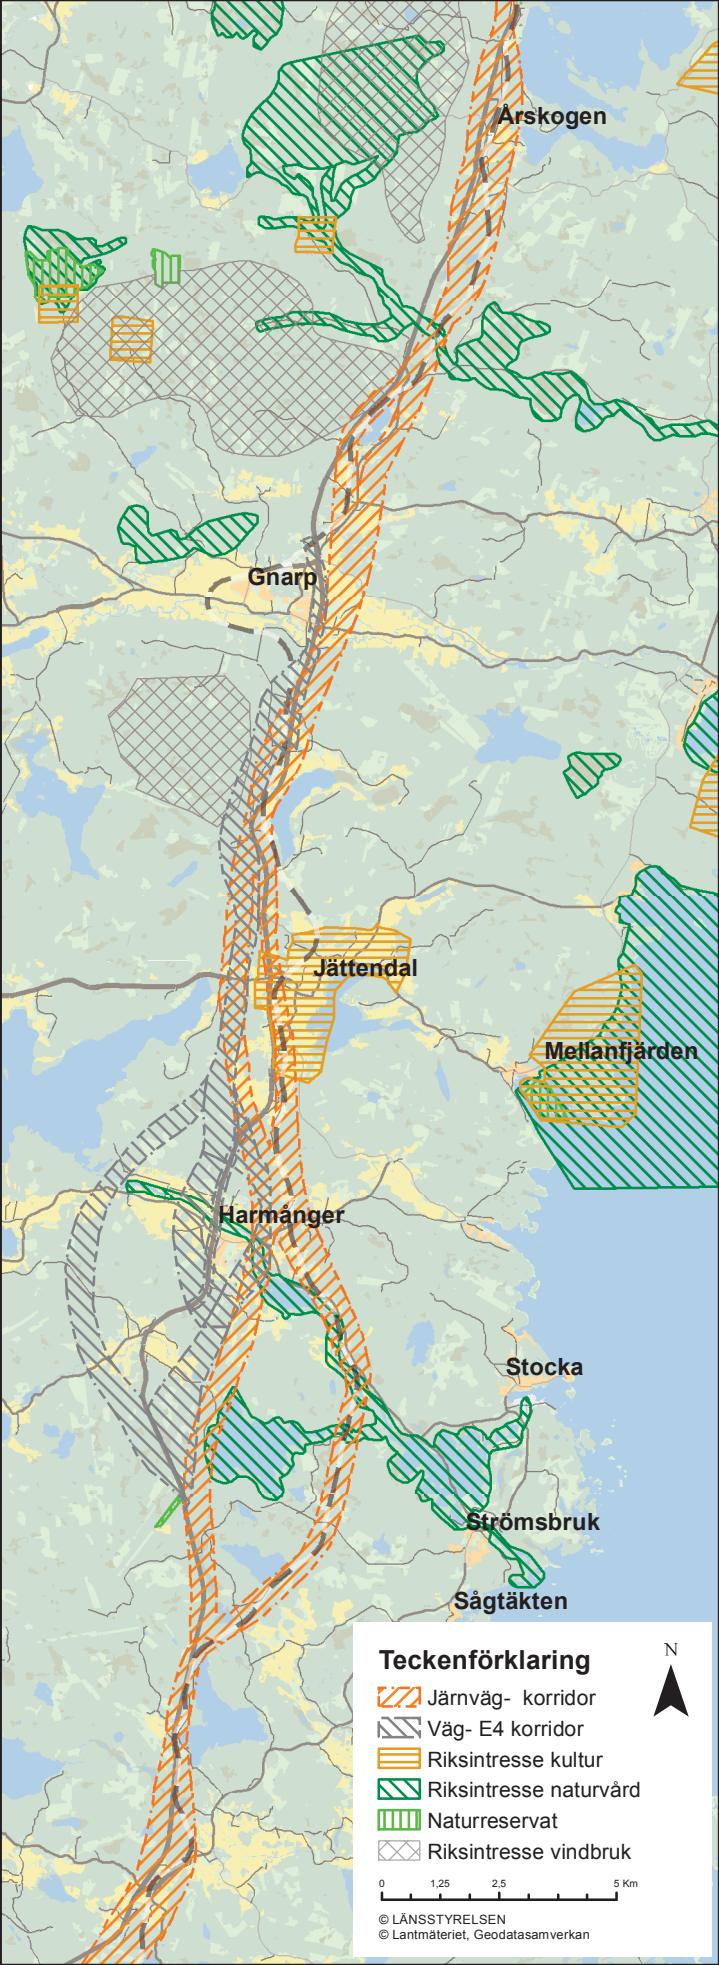 Årskogen
Gnarp
Jättendal
Mellanfjärden
Harmånger
Stocka
Strömsbruk
Sågtäkten
Teckenförklaring
N
Järnväg- korridor
Väg- E4 korridor
Riksintresse kultur
Riksintresse naturvård
Naturreservat
Riksintresse vindbruk
0 1,25 2,5 5 Km
© LÄNSSTYRELSEN
© Lantmäteriet, Geodatasamverkan